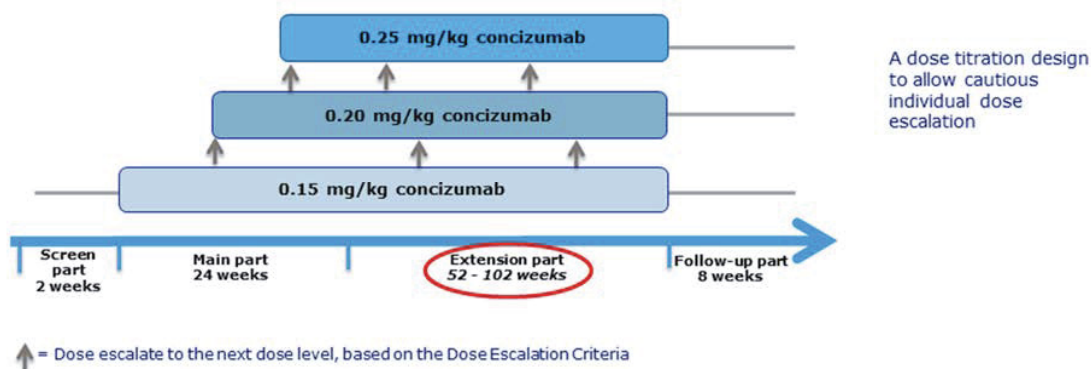 0.25 mg/kg concizumab
A dose titration design
to allow cautious
individual dose
escalation
0.20 mg/kg concizumab
0.15 mg/kg concizumab
Screen
part
2 weeks
Main part
24 weeks
Extension part
52 - 102 weeks
Follow-up part
8 weeks
= Dose escalate to the next dose level, based on the Dose Escalation Criteria